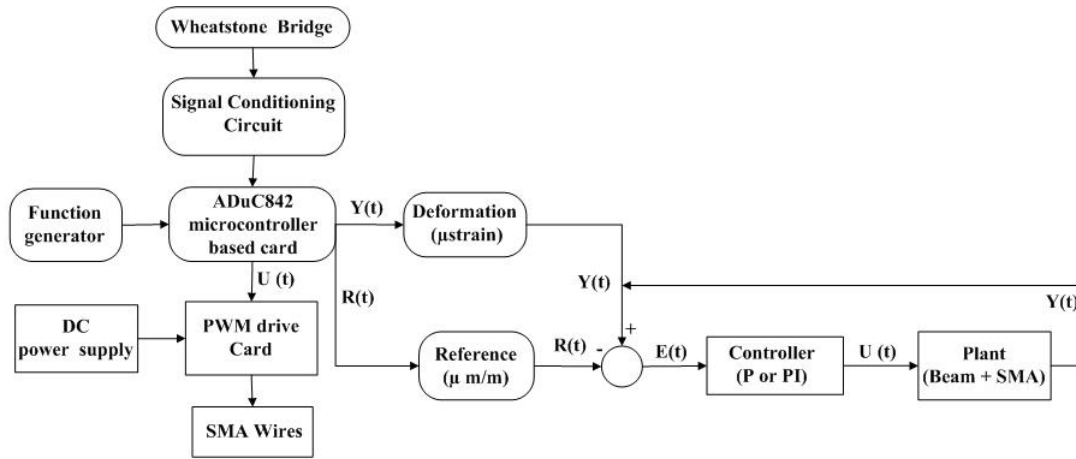 Wheatstone Bridge
Signal Conditioning
Circuit
Function
generator
ADuC842
microcontroller
based card
Y(t)
Deformation
(µstrain)
U (t)
R(t)
Y(t)
Y(t)
DC
power supply
PWM drive
Card
Reference
(µ m/m)
R(t)
-
+
E(t)
Controller
(P or PI)
U (t)
Plant
(Beam + SMA)
SMA Wires